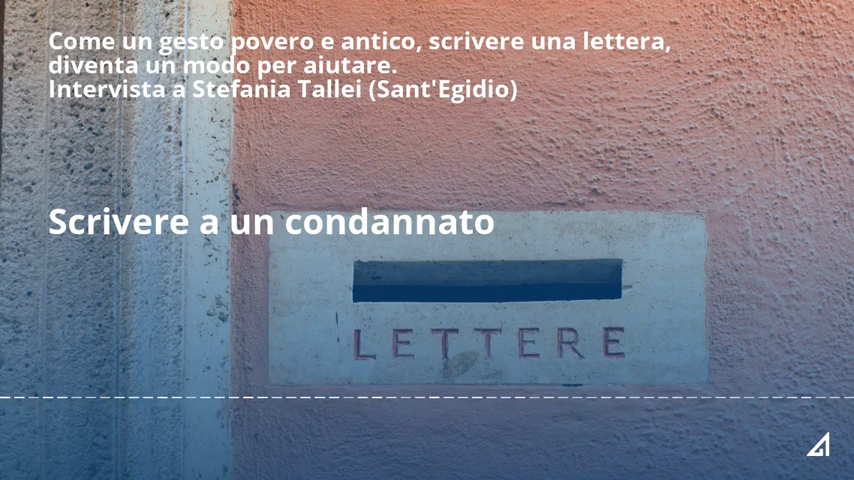 Come un gesto povero e antico, scrivere una lettera,
diventa un modo per aiutare.
Intervista a Stefania Tallei (Sant'Egidio)
Scrivere a un condannato
LETTERE